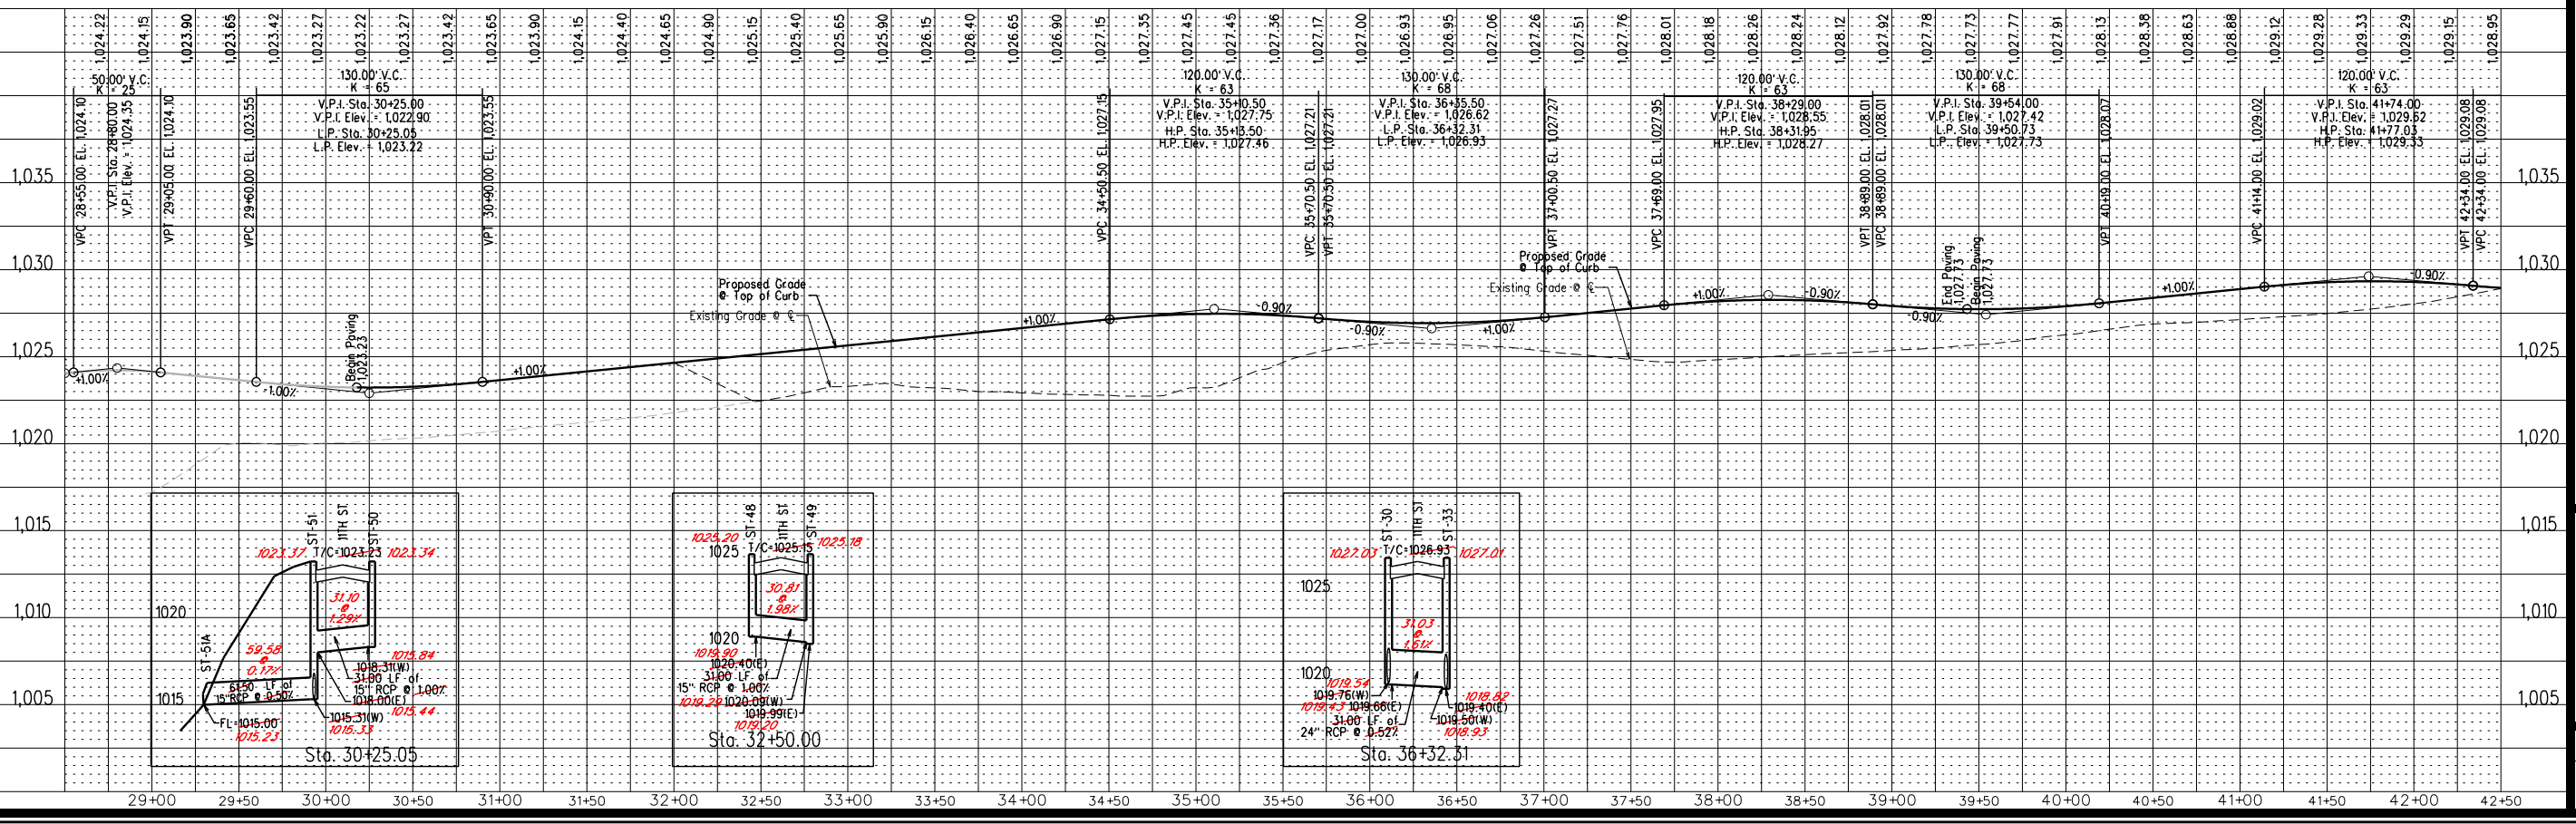 1,024.22
1,024.15
1,023.90
1,023.65
1,023.42
1,023.27
1,023.22
1,023.27
1,023.42
1,023.65
1,023.90
1,024.15
1,024.40
1,024.65
1,024.90
1,025.15
1,025.40
1,025.65
1,025.90
1,026.15
1,026.40
1,026.65
1,026.90
1,027.15
1,027.35
1,027.45
1,027.45
1,027.36
1,027.17
1,027.00
1,026.93
1,026.95
1,027.06
1,027.26
1,027.51
1,027.76
1,028.01
1,028.18
1,028.26
1,028.24
1,028.12
1,027.92
1,027.78
1,027.73
1,027.77
1,027.91
1,028.13
1,028.38
1,028.63
1,028.88
1,029.12
1,029.28
1,029.33
1,029.29
1,029.15
1,028.95
50.00' V.C.
K = 25
VPC 28+55.00 EL. 1,024.10
V.P.I. Sta. 28+80.00
V.P.I. Elev. = 1,024.35
VPT 29+05.00 EL. 1,024.10
130.00' V.C.
K = 65
VPC 29+60.00 EL. 1,023.55
V.P.I. Sta. 30+25.00
V.P.I. Elev. = 1,022.90
L.P. Sta. 30+25.05
L.P. Elev. = 1,023.22
VPT 30+90.00 EL. 1,023.55
120.00' V.C.
K = 63
VPC 34+50.50 EL. 1,027.15
V.P.I. Sta. 35+10.50
V.P.I. Elev. = 1,027.75
H.P. Sta. 35+13.50
H.P. Elev. = 1,027.46
VPC 35+70.50 EL. 1,027.21
VPT 35+70.50 EL. 1,027.21
130.00' V.C.
K = 68
V.P.I. Sta. 36+35.50
V.P.I. Elev. = 1,026.62
L.P. Sta. 36+32.31
L.P. Elev. = 1,026.93
VPT 37+00.50 EL. 1,027.27
120.00' V.C.
K = 63
VPC 37+69.00 EL. 1,027.95
V.P.I. Sta. 38+29.00
V.P.I. Elev. = 1,028.55
H.P. Sta. 38+31.95
H.P. Elev. = 1,028.27
VPT 38+89.00 EL. 1,028.01
VPC 38+89.00 EL. 1,028.01
130.00' V.C.
K = 68
V.P.I. Sta. 39+54.00
V.P.I. Elev. = 1,027.42
L.P. Sta. 39+50.73
L.P. Elev. = 1,027.73
VPT 40+19.00 EL. 1,028.07
120.00' V.C.
K = 63
VPC 41+14.00 EL. 1,029.02
V.P.I. Sta. 41+74.00
V.P.I. Elev. = 1,029.62
H.P. Sta. 41+77.03
H.P. Elev. = 1,029.33
VPT 42+34.00 EL. 1,029.08
VPC 42+34.00 EL. 1,029.08
1,035
1,035
1,030
1,030
1,025
1,025
1,020
1,020
1,015
1,015
1,010
1,010
1,005
1,005
+1.00%
-1.00%
Begin Paving
1,023.23
+1.00%
Proposed Grade
@ Top of Curb
Existing Grade @ ℄
+1.00%
-0.90%
-0.90%
+1.00%
Proposed Grade
@ Top of Curb
Existing Grade @ ℄
+1.00%
-0.90%
End Paving
1,027.73
Begin Paving
1,027.73
-0.90%
+1.00%
-0.90%
ST-51
11TH ST.
ST-50
1023.37
T/C=1023.23
1023.34
1020
31.10
@
1.29%
ST-51A
59.58
@
0.17%
1015.84
1018.31(W)
31.00 LF of
15" RCP @ 1.00%
61.50 LF of
15"RCP @ 0.50%
1015
1018.00(E)
1015.44
FL=1015.00
1015.31(W)
1015.23
1015.33
Sta. 30+25.05
ST-48
11TH ST
ST-49
1025.20
1025
T/C=1025.15
1025.18
30.81
@
1.98%
1020
1019.90
1020.40(E)
31.00 LF of
15" RCP @ 1.00%
1019.29
1020.09(W)
1019.99(E)
1019.20
Sta. 32+50.00
ST-30
11TH ST
ST-33
1027.03
T/C=1026.93
1027.01
1025
31.03
@
1.61%
1020
1019.54
1019.76(W)
1018.82
1019.43
1019.66(E)
1019.40(E)
31.00 LF of
1019.50(W)
24" RCP @ 0.52%
1018.93
Sta. 36+32.31
29+00
29+50
30+00
30+50
31+00
31+50
32+00
32+50
33+00
33+50
34+00
34+50
35+00
35+50
36+00
36+50
37+00
37+50
38+00
38+50
39+00
39+50
40+00
40+50
41+00
41+50
42+00
42+50